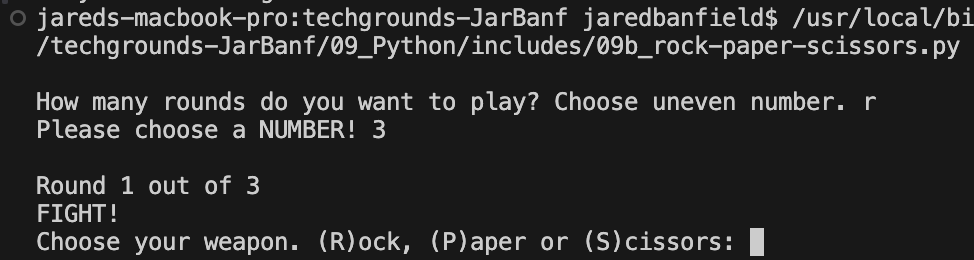 jareds-macbook-pro:techgrounds-JarBanf jaredbanfield$ /usr/local/bi
/techgrounds-JarBanf/09_Python/includes/09b_rock-paper-scissors.py
How many rounds do you want to play? Choose uneven number. r
Please choose a NUMBER! 3
Round 1 out of 3
FIGHT!
Choose your weapon. (R)ock, (P)aper or (S)cissors: